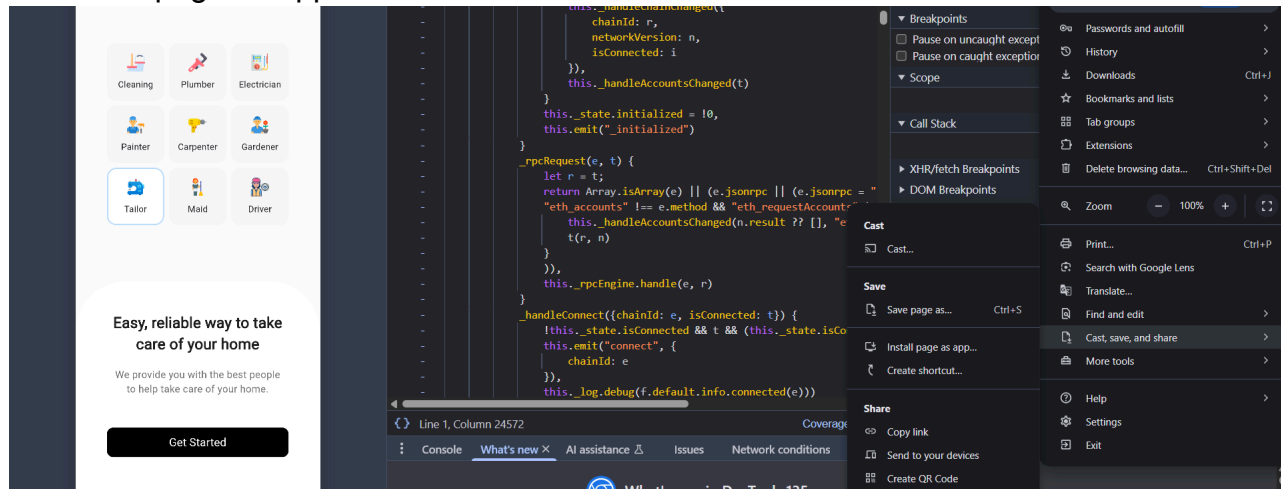 Cleaning Plumber Electrician
Painter Carpenter Gardener
Tailor Maid Driver
Easy, reliable way to take
care of your home
We provide you with the best people
to help take care of your home.
Get Started
chainId: r,
networkVersion: n,
isConnected: i
}),
this._handleAccountsChanged(t)
}
this._state.initialized = !0,
this.emit("_initialized")
}
_rpcRequest(e, t) {
let r = t;
return Array.isArray(e) || (e.jsonrpc || (e.jsonrpc = "
"eth_accounts" !== e.method && "eth_requestAccounts"
this._handleAccountsChanged(n.result ?? [], "e
t(r, n)
}
)),
this._rpcEngine.handle(e, r)
}
_handleConnect({chainId: e, isConnected: t}) {
!this._state.isConnected && t && (this._state.isCo
this.emit("connect", {
chainId: e
}),
this._log.debug(f.default.info.connected(e)))
{} Line 1, Column 24572 Coverage
Console What's new × AI assistance Issues Network conditions
Breakpoints
Pause on uncaught except
Pause on caught exception
Scope
Call Stack
XHR/fetch Breakpoints
DOM Breakpoints
Cast
Cast...
Save
Save page as... Ctrl+S
Install page as app...
Create shortcut...
Share
Copy link
Send to your devices
Create QR Code
Passwords and autofill
History
Downloads Ctrl+J
Bookmarks and lists
Tab groups
Extensions
Delete browsing data... Ctrl+Shift+Del
Zoom − 100% +
Print... Ctrl+P
Search with Google Lens
Translate...
Find and edit
Cast, save, and share
More tools
Help
Settings
Exit